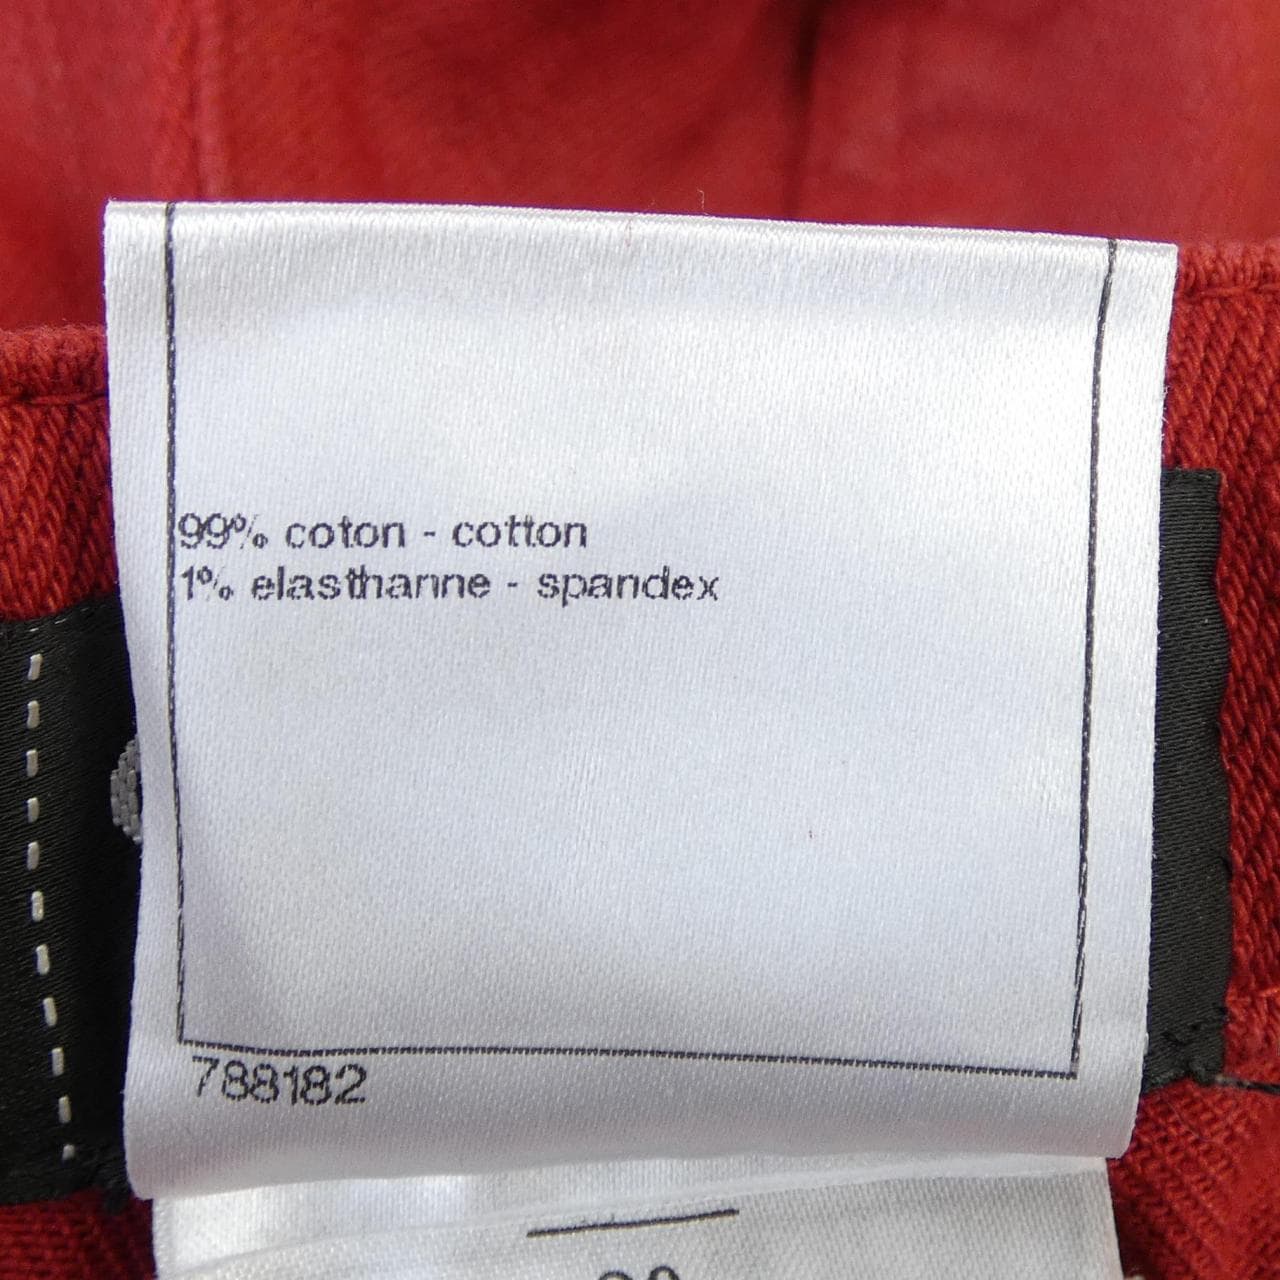 99% coton - cotton
1% elasthanne - spandex
788182